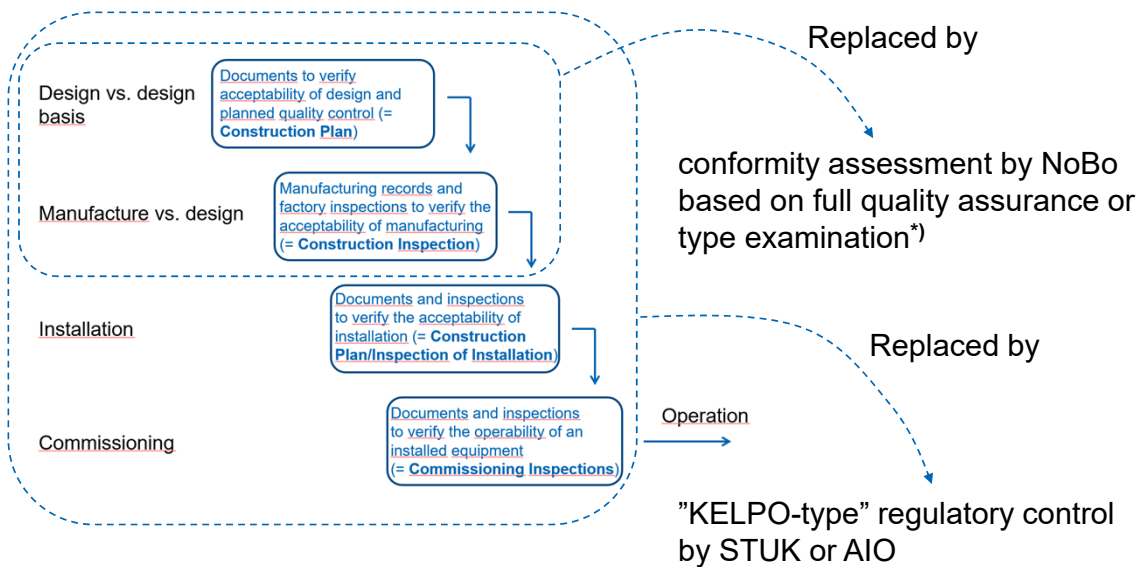 Replaced by
Design vs. design
basis
Documents to verify
acceptability of design and
planned quality control (=
Construction Plan)
conformity assessment by NoBo
based on full quality assurance or
type examination*)
Manufacture vs. design
Manufacturing records and
factory inspections to verify the
acceptability of manufacturing
(= Construction Inspection)
Installation
Documents and inspections
to verify the acceptability of
installation (= Construction
Plan/Inspection of Installation)
Replaced by
Commissioning
Documents and inspections
to verify the operability of an
installed equipment
(= Commissioning Inspections)
Operation
”KELPO-type” regulatory control
by STUK or AIO